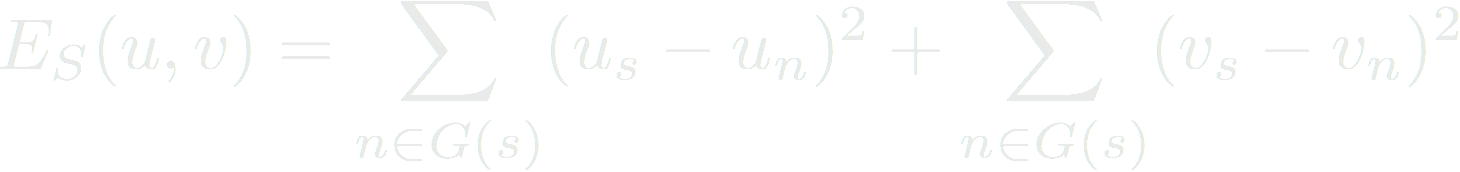 E_S(u, v) = \sum_{n \in G(s)} (u_s - u_n)^2 + \sum_{n \in G(s)} (v_s - v_n)^2